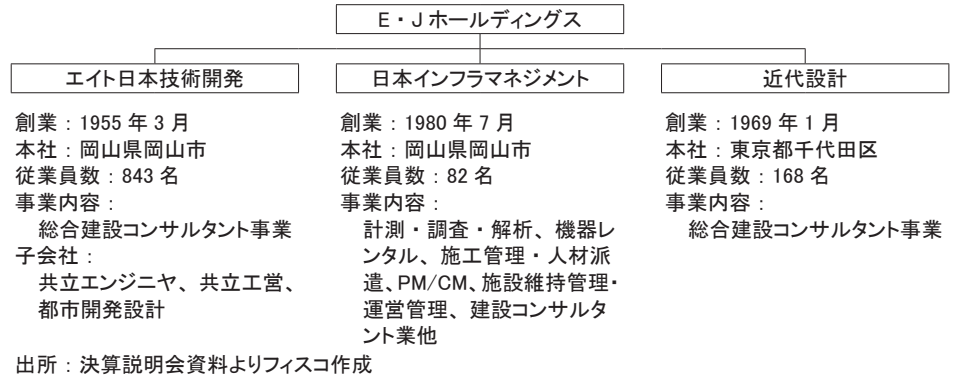 E・Jホールディングス
エイト日本技術開発
創業：1955 年 3 月
本社：岡山県岡山市
従業員数：843 名
事業内容：
総合建設コンサルタント事業
子会社：
共立エンジニヤ、共立工営、
都市開発設計
日本インフラマネジメント
創業：1980 年 7 月
本社：岡山県岡山市
従業員数：82 名
事業内容：
計測・調査・解析、機器レ
ンタル、施工管理・人材派
遣、PM/CM、施設維持管理・
運営管理、建設コンサルタ
ント業他
近代設計
創業：1969 年 1 月
本社：東京都千代田区
従業員数：168 名
事業内容：
総合建設コンサルタント事業
出所：決算説明会資料よりフィスコ作成